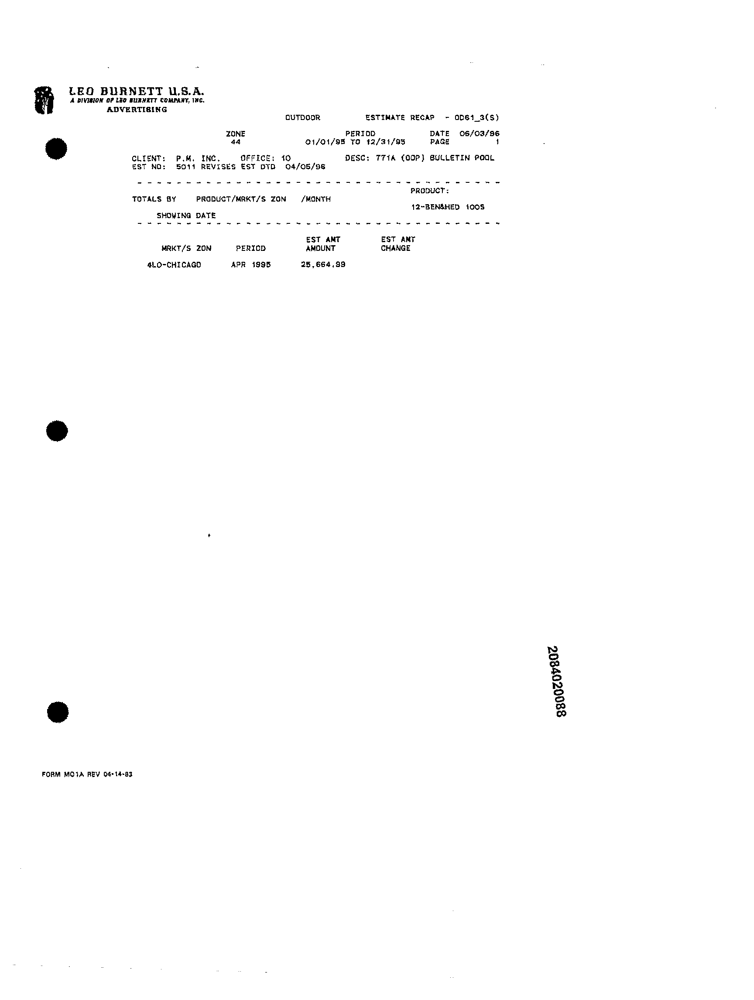 LEO BURNETT U.S.A.
A DIVISION OF LEO BURNETT COMPANY, INC.
ADVERTISING
OUTDOOR ESTIMATE RECAP - OD61_3(S)
ZONE PERIOD DATE 06/03/96
44 01/01/95 TO 12/31/95 PAGE 1
CLIENT: P.M. INC. OFFICE: 10 DESC: 771A (OOP) BULLETIN POOL
EST NO: 5011 REVISES EST DTD 04/05/96
PRODUCT:
TOTALS BY PRODUCT/MRKT/S ZON /MONTH
12-BEN&HED 100S
SHOWING DATE
EST AMT EST AMT
MRKT/S ZON PERIOD AMOUNT CHANGE
4LO-CHICAGO APR 1995 25,664.99
2084020088
FORM MO1A REV 04-14-83